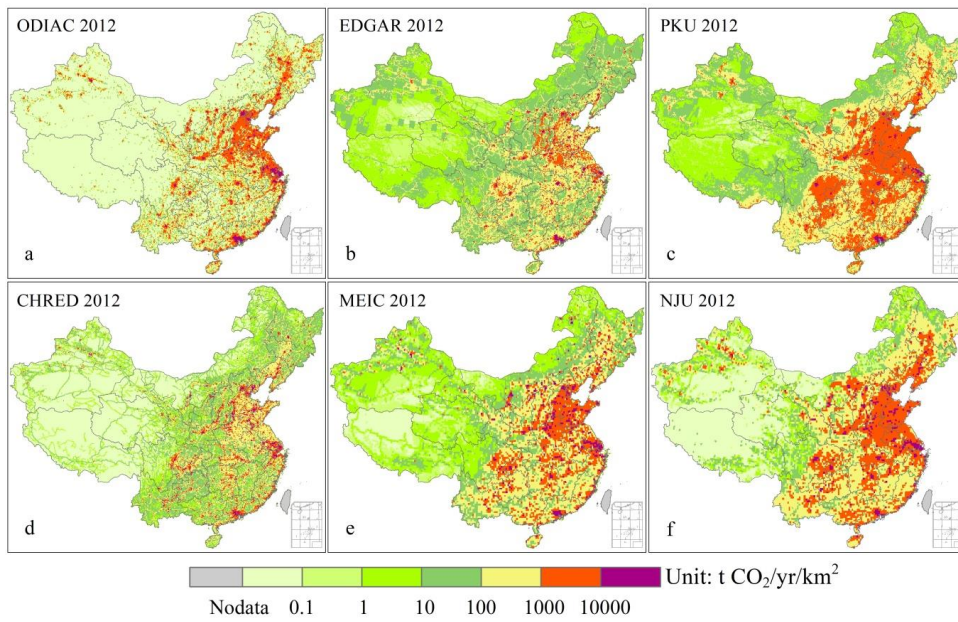 ODIAC 2012
EDGAR 2012
PKU 2012
a
b
c
CHRED 2012
MEIC 2012
NJU 2012
d
e
f
Unit: t CO₂/yr/km²
Nodata 0.1 1 10 100 1000 10000